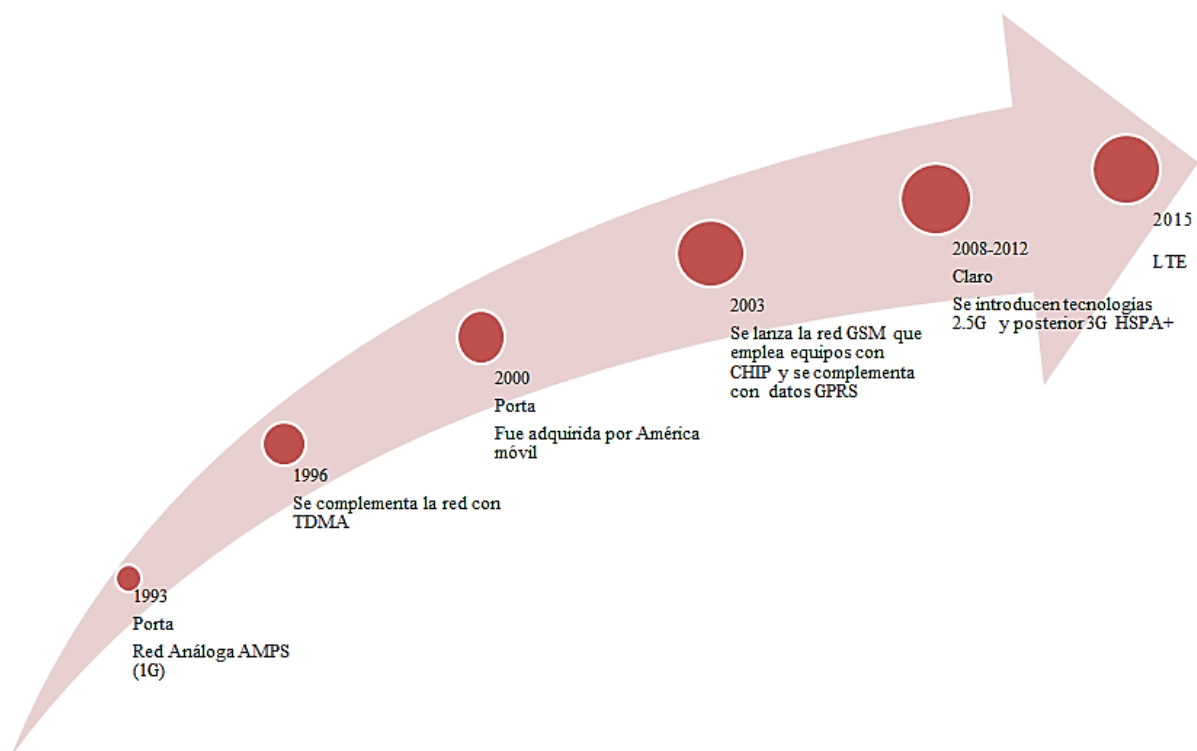 1993
Porta
Red Análoga AMPS
(1G)
1996
Se complementa la red con
TDMA
2000
Porta
Fue adquirida por América
móvil
2003
Se lanza la red GSM que
emplea equipos con
CHIP y se complementa
con datos GPRS
2008-2012
Claro
Se introducen tecnologías
2.5G y posterior 3G HSPA+
2015
LTE